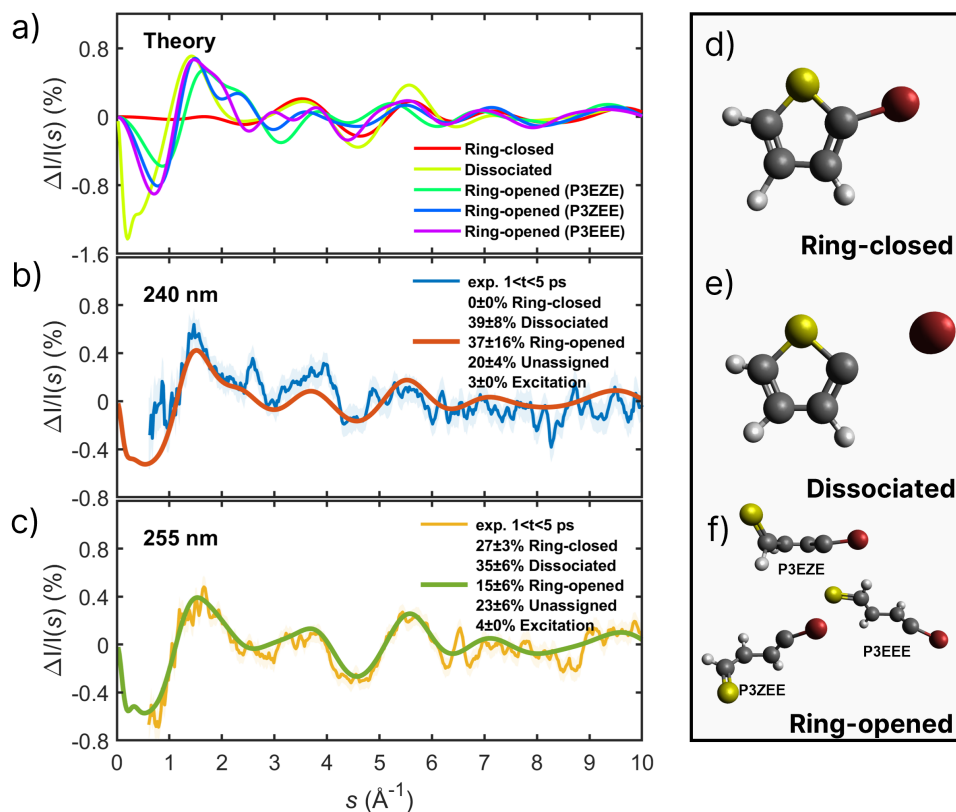 a)
Theory
ΔI/I(s) (%)
0.8
0
-0.8
-1.6
Ring-closed
Dissociated
Ring-opened (P3EZE)
Ring-opened (P3ZEE)
Ring-opened (P3EEE)
b)
240 nm
ΔI/I(s) (%)
0.8
0.4
0
-0.4
-0.8
exp. 1<t<5 ps
0±0% Ring-closed
39±8% Dissociated
37±16% Ring-opened
20±4% Unassigned
3±0% Excitation
c)
255 nm
ΔI/I(s) (%)
0.8
0.4
0
-0.4
-0.8
exp. 1<t<5 ps
27±3% Ring-closed
35±6% Dissociated
15±6% Ring-opened
23±6% Unassigned
4±0% Excitation
0 1 2 3 4 5 6 7 8 9 10
s (Å⁻¹)
d)
Ring-closed
e)
Dissociated
f)
P3EZE
P3EEE
P3ZEE
Ring-opened